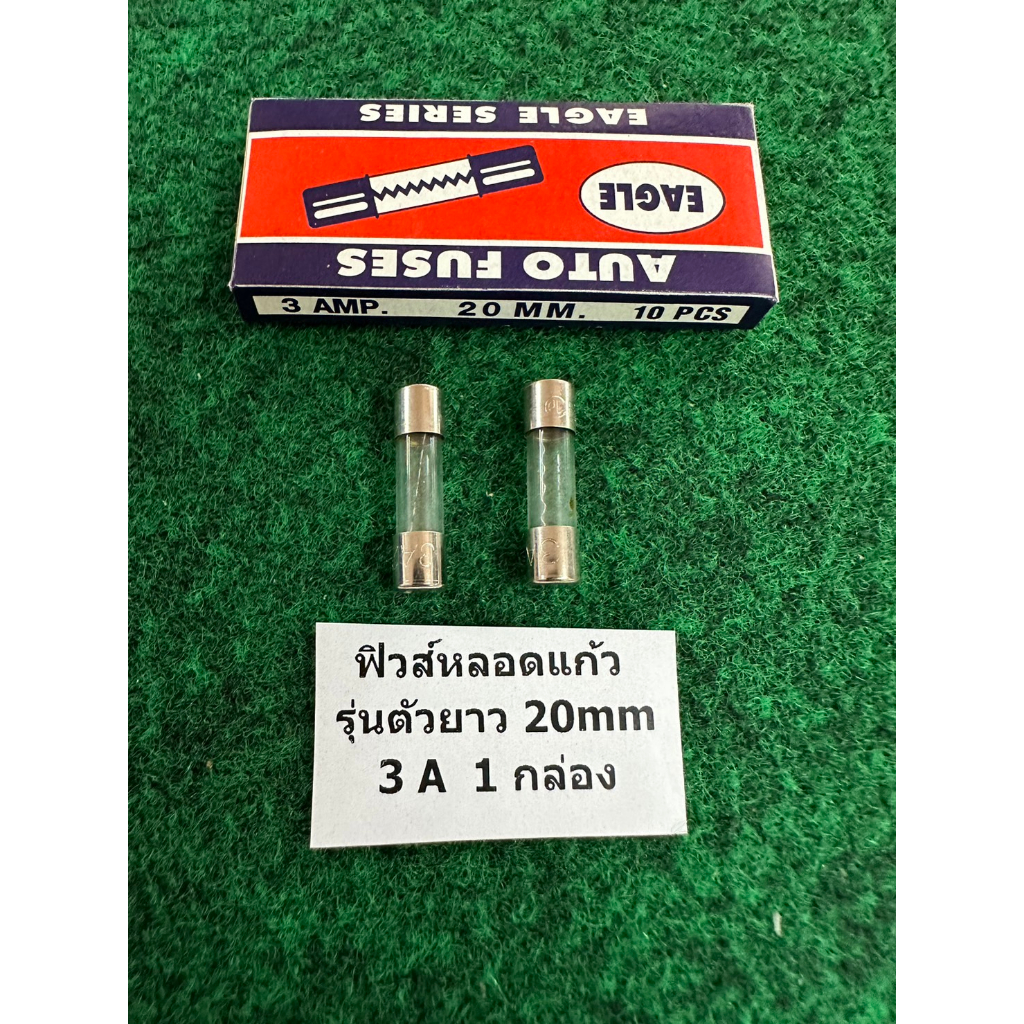 EAGLE SERIES
EAGLE
AUTO FUSES
3 AMP. 20 MM. 10 PCS
ฟิวส์หลอดแก้ว
รุ่นตัวยาว 20mm
3 A 1 กล่อง